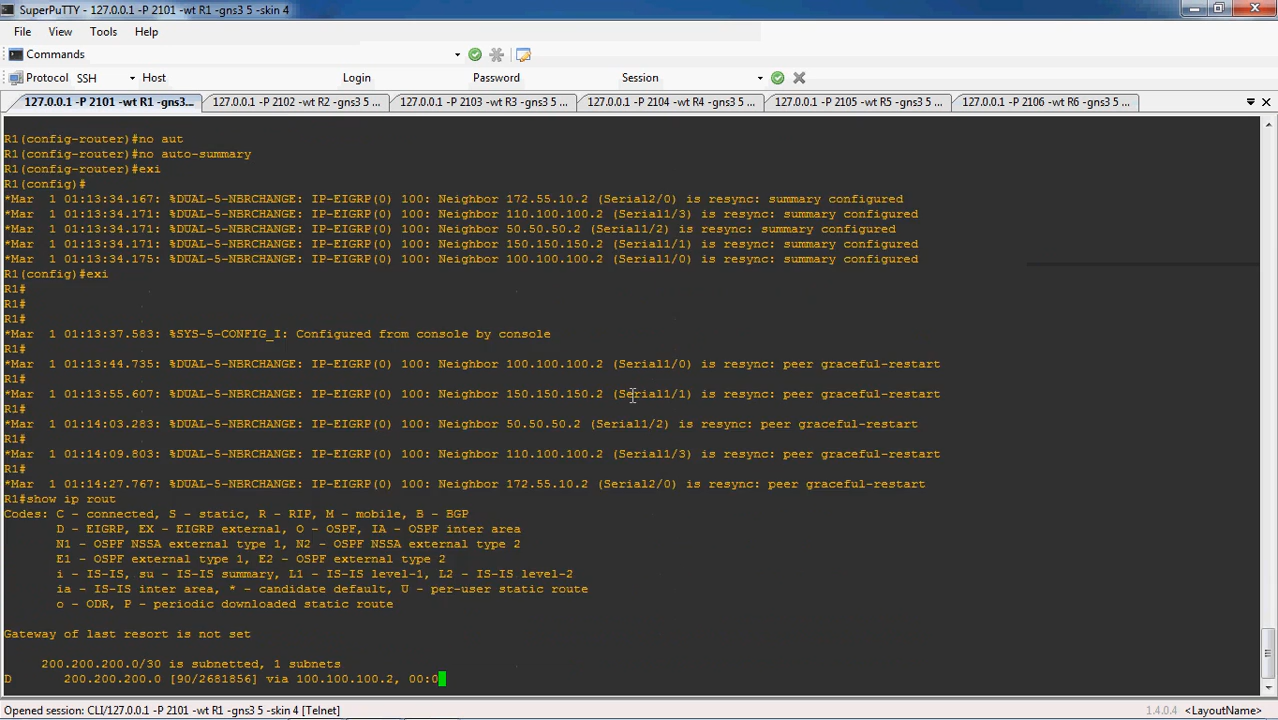 SuperPuTTY - 127.0.0.1 -P 2101 -wt R1 -gns3 5 -skin 4
File View Tools Help
Commands
Protocol SSH Host Login Password Session
127.0.0.1 -P 2101 -wt R1 -gns3... 127.0.0.1 -P 2102 -wt R2 -gns3 5 ... 127.0.0.1 -P 2103 -wt R3 -gns3 5 ... 127.0.0.1 -P 2104 -wt R4 -gns3 5 ... 127.0.0.1 -P 2105 -wt R5 -gns3 5 ... 127.0.0.1 -P 2106 -wt R6 -gns3 5 ...
R1(config-router)#no aut
R1(config-router)#no auto-summary
R1(config-router)#exi
R1(config)#
*Mar  1 01:13:34.167: %DUAL-5-NBRCHANGE: IP-EIGRP(0) 100: Neighbor 172.55.10.2 (Serial2/0) is resync: summary configured
*Mar  1 01:13:34.171: %DUAL-5-NBRCHANGE: IP-EIGRP(0) 100: Neighbor 110.100.100.2 (Serial1/3) is resync: summary configured
*Mar  1 01:13:34.171: %DUAL-5-NBRCHANGE: IP-EIGRP(0) 100: Neighbor 50.50.50.2 (Serial1/2) is resync: summary configured
*Mar  1 01:13:34.171: %DUAL-5-NBRCHANGE: IP-EIGRP(0) 100: Neighbor 150.150.150.2 (Serial1/1) is resync: summary configured
*Mar  1 01:13:34.175: %DUAL-5-NBRCHANGE: IP-EIGRP(0) 100: Neighbor 100.100.100.2 (Serial1/0) is resync: summary configured
R1(config)#exi
R1#
R1#
R1#
*Mar  1 01:13:37.583: %SYS-5-CONFIG_I: Configured from console by console
R1#
*Mar  1 01:13:44.735: %DUAL-5-NBRCHANGE: IP-EIGRP(0) 100: Neighbor 100.100.100.2 (Serial1/0) is resync: peer graceful-restart
R1#
*Mar  1 01:13:55.607: %DUAL-5-NBRCHANGE: IP-EIGRP(0) 100: Neighbor 150.150.150.2 (Serial1/1) is resync: peer graceful-restart
R1#
*Mar  1 01:14:03.283: %DUAL-5-NBRCHANGE: IP-EIGRP(0) 100: Neighbor 50.50.50.2 (Serial1/2) is resync: peer graceful-restart
R1#
*Mar  1 01:14:09.803: %DUAL-5-NBRCHANGE: IP-EIGRP(0) 100: Neighbor 110.100.100.2 (Serial1/3) is resync: peer graceful-restart
R1#
*Mar  1 01:14:27.767: %DUAL-5-NBRCHANGE: IP-EIGRP(0) 100: Neighbor 172.55.10.2 (Serial2/0) is resync: peer graceful-restart
R1#show ip rout
Codes: C - connected, S - static, R - RIP, M - mobile, B - BGP
D - EIGRP, EX - EIGRP external, O - OSPF, IA - OSPF inter area
N1 - OSPF NSSA external type 1, N2 - OSPF NSSA external type 2
E1 - OSPF external type 1, E2 - OSPF external type 2
i - IS-IS, su - IS-IS summary, L1 - IS-IS level-1, L2 - IS-IS level-2
ia - IS-IS inter area, * - candidate default, U - per-user static route
o - ODR, P - periodic downloaded static route
Gateway of last resort is not set
200.200.200.0/30 is subnetted, 1 subnets
D 200.200.200.0 [90/2681856] via 100.100.100.2, 00:0
Opened session: CLI/127.0.0.1 -P 2101 -wt R1 -gns3 5 -skin 4 [Telnet] 1.4.0.4 <LayoutName>